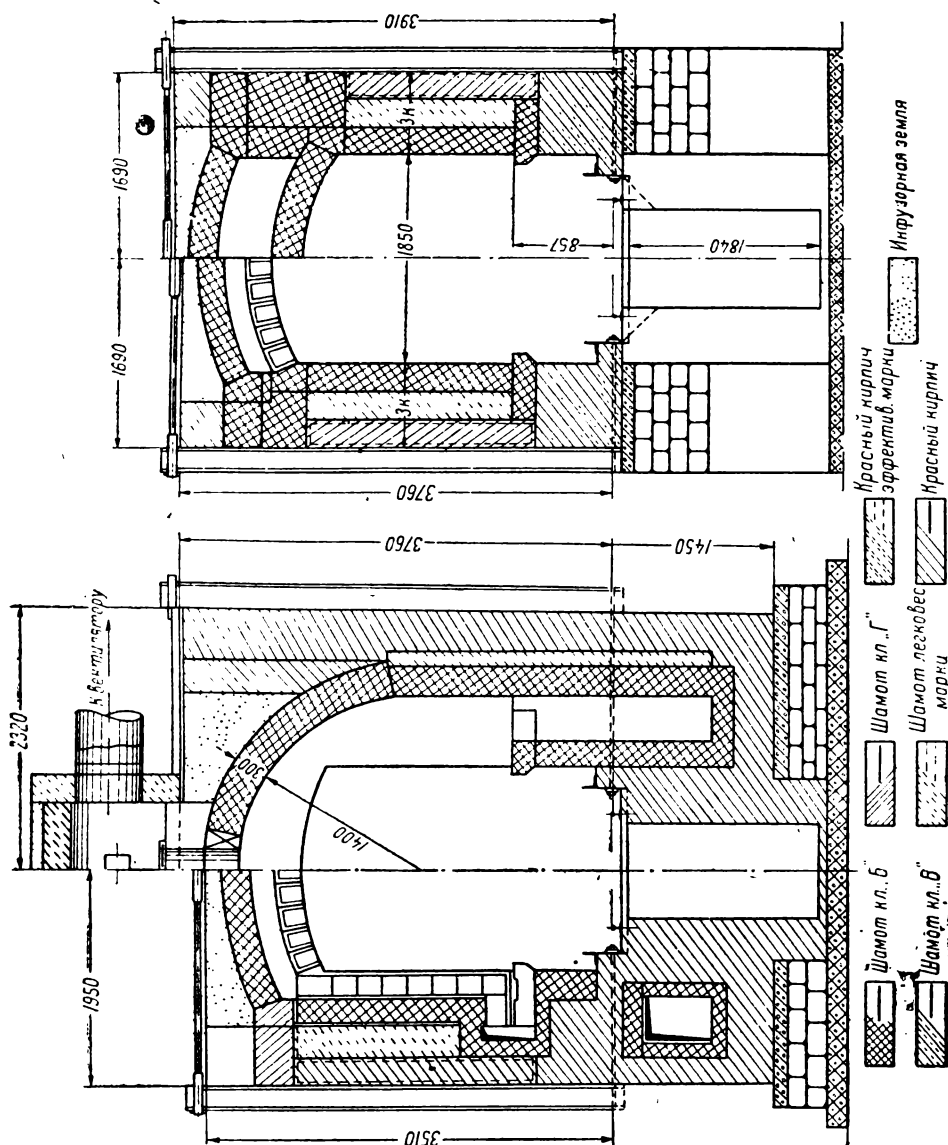 3910
1690
1690
3к
1850
3к
857
1840
3760
Инфузорная земля
2320
к вентилятору
1950
3760
1450
300
1400
3510
Шамот кл. „Б"
Шамот кл. „В"
Шамот кл „Г"
Шамот легковес
марки
Красный кирпич
эффектив. марки
Красный кирпич